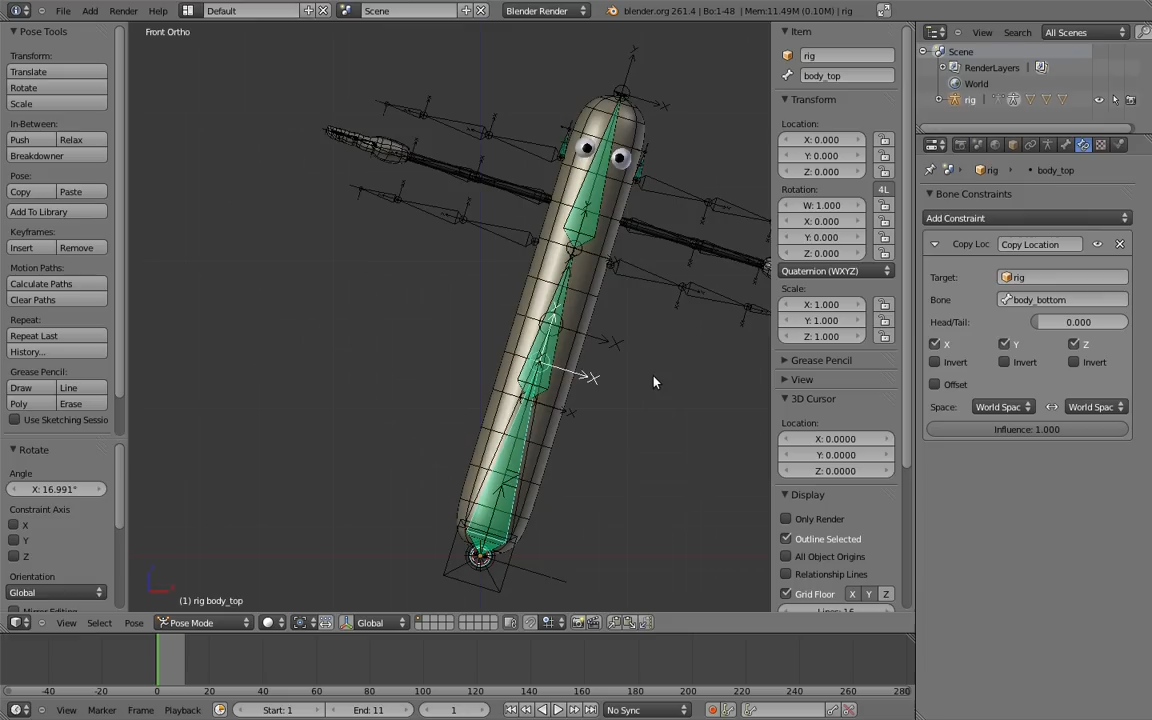 File Add Render Help Default Scene Blender Render blender.org 261.4 | Bo:1-48 | Mem:11.49M (0.10M) | rig
Pose Tools
Transform:
Translate
Rotate
Scale
In-Between:
Push Relax
Breakdowner
Pose:
Copy Paste
Add To Library
Keyframes:
Insert Remove
Motion Paths:
Calculate Paths
Clear Paths
Repeat:
Repeat Last
History...
Grease Pencil:
Draw Line
Poly Erase
Use Sketching Sessio
Rotate
Angle
X: 16.991°
Constraint Axis
X
Y
Z
Orientation
Global
Front Ortho
Y
X
X
X
X
Z
(1) rig body_top
View Select Pose Pose Mode Global
Item
rig
body_top
Transform
Location:
X: 0.000
Y: 0.000
Z: 0.000
Rotation: 4L
W: 1.000
X: 0.000
Y: 0.000
Z: 0.000
Quaternion (WXYZ)
Scale:
X: 1.000
Y: 1.000
Z: 1.000
Grease Pencil
View
3D Cursor
Location:
X: 0.0000
Y: 0.0000
Z: 0.0000
Display
Only Render
Outline Selected
All Object Origins
Relationship Lines
Grid Floor X Y Z
Lines: 16
View Search All Scenes
Scene
RenderLayers
World
rig
rig body_top
Bone Constraints
Add Constraint
Copy Loc Copy Location
Target: rig
Bone body_bottom
Head/Tail: 0.000
X Y Z
Invert Invert Invert
Offset
Space: World Spac World Spac
Influence: 1.000
-40 -20 0 20 40 60 80 100 120 140 160 180 200 220 240 260 280
View Marker Frame Playback Start: 1 End: 11 1 No Sync